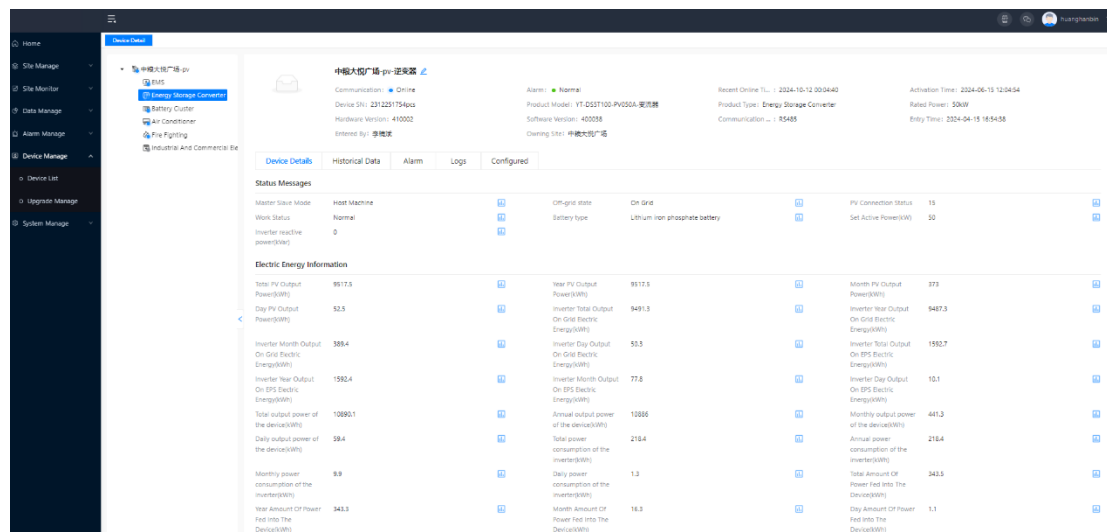 huanghanbin
Home
Site Manage
Site Monitor
Data Manage
Alarm Manage
Device Manage
Device List
Upgrade Manage
System Manage
Device Detail
中粮大悦广场-pv
EMS
Energy Storage Converter
Battery Cluster
Air Conditioner
Fire Fighting
Industrial And Commercial Ele
中粮大悦广场-pv-逆变器
Communication: Online
Alarm: Normal
Recent Online Ti... : 2024-10-12 00:04:40
Activation Time: 2024-06-15 12:04:54
Device SN: 2312251754pcs
Product Model: YT-DSST100-PV050A-变流器
Product Type: Energy Storage Converter
Rated Power: 50kW
Hardware Version: 410002
Software Version: 400038
Communication ... : RS485
Entry Time: 2024-04-15 16:54:58
Entered By: 李腾斌
Owning Site: 中粮大悦广场
Device Details Historical Data Alarm Logs Configured
Status Messages
Master Slave Mode Host Machine
Off-grid state On Grid
PV Connection Status 15
Work Status Normal
Battery type Lithium iron phosphate battery
Set Active Power(kW) 50
Inverter reactive
power(kVar) 0
Electric Energy Information
Total PV Output
Power(kWh) 9517.5
Year PV Output
Power(kWh) 9517.5
Month PV Output
Power(kWh) 373
Day PV Output
Power(kWh) 52.5
Inverter Total Output
On Grid Electric
Energy(kWh) 9491.3
Inverter Year Output
On Grid Electric
Energy(kWh) 9487.3
Inverter Month Output
On Grid Electric
Energy(kWh) 389.4
Inverter Day Output
On Grid Electric
Energy(kWh) 53.5
Inverter Total Output
On EPS Electric
Energy(kWh) 1592.7
Inverter Year Output
On EPS Electric
Energy(kWh) 1592.4
Inverter Month Output
On EPS Electric
Energy(kWh) 77.8
Inverter Day Output
On EPS Electric
Energy(kWh) 10.1
Total output power of
the device(kWh) 10890.1
Annual output power
of the device(kWh) 10886
Monthly output power
of the device(kWh) 441.3
Daily output power of
the device(kWh) 59.4
Total power
consumption of the
inverter(kWh) 218.4
Annual power
consumption of the
inverter(kWh) 218.4
Monthly power
consumption of the
inverter(kWh) 9.9
Daily power
consumption of the
inverter(kWh) 1.3
Total Amount Of
Power Fed Into The
Device(kWh) 343.5
Year Amount Of Power
Fed Into The
Device(kWh) 343.3
Month Amount Of
Power Fed Into The
Device(kWh) 16.3
Day Amount Of Power
Fed Into The
Device(kWh) 1.1